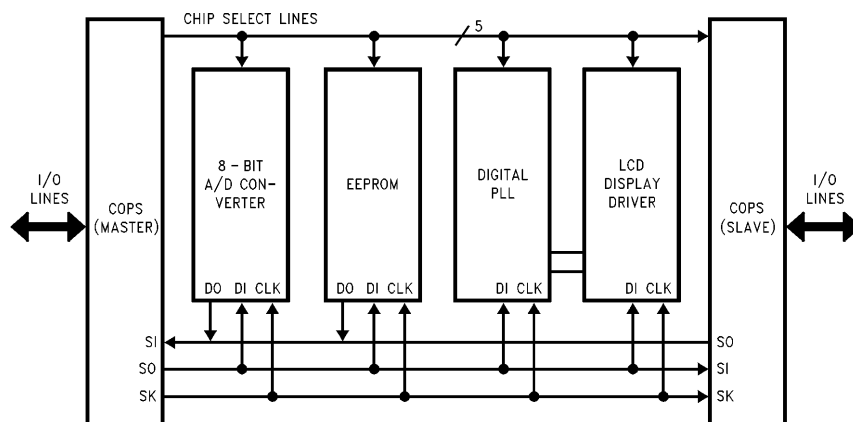 CHIP SELECT LINES
5
I/O
LINES
COPS
(MASTER)
8 – BIT
A/D CON-
VERTER
EEPROM
DIGITAL
PLL
LCD
DISPLAY
DRIVER
COPS
(SLAVE)
I/O
LINES
DO DI CLK
DO DI CLK
DI CLK
DI CLK
SI
SO
SO
SI
SK
SK